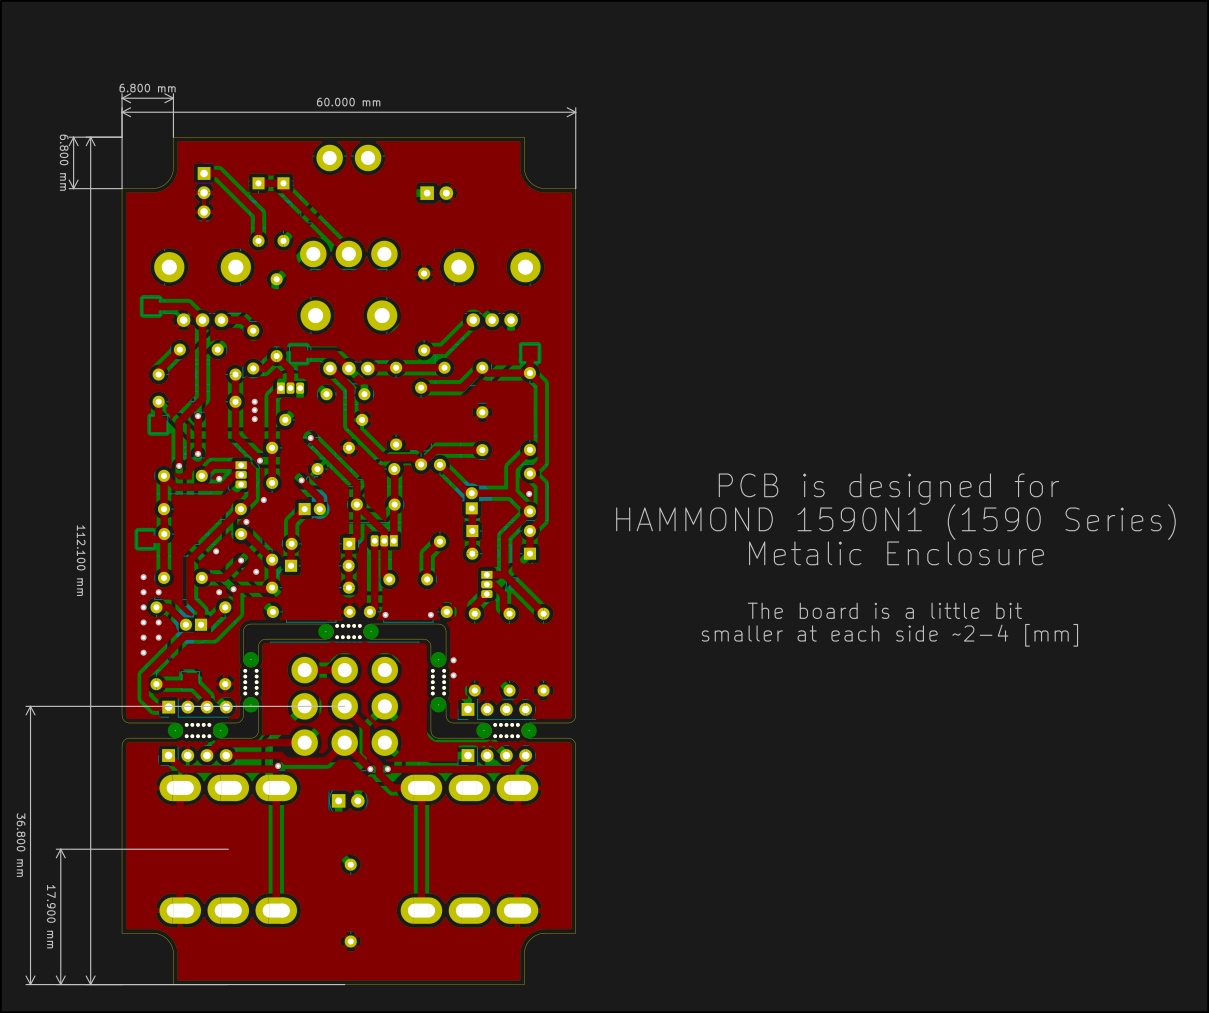 6.800 mm
60.000 mm
6.800 mm
PCB is designed for
HAMMOND 1590N1 (1590 Series)
Metalic Enclosure
112.100 mm
The board is a little bit
smaller at each side ~2-4 [mm]
36.800 mm
17.900 mm